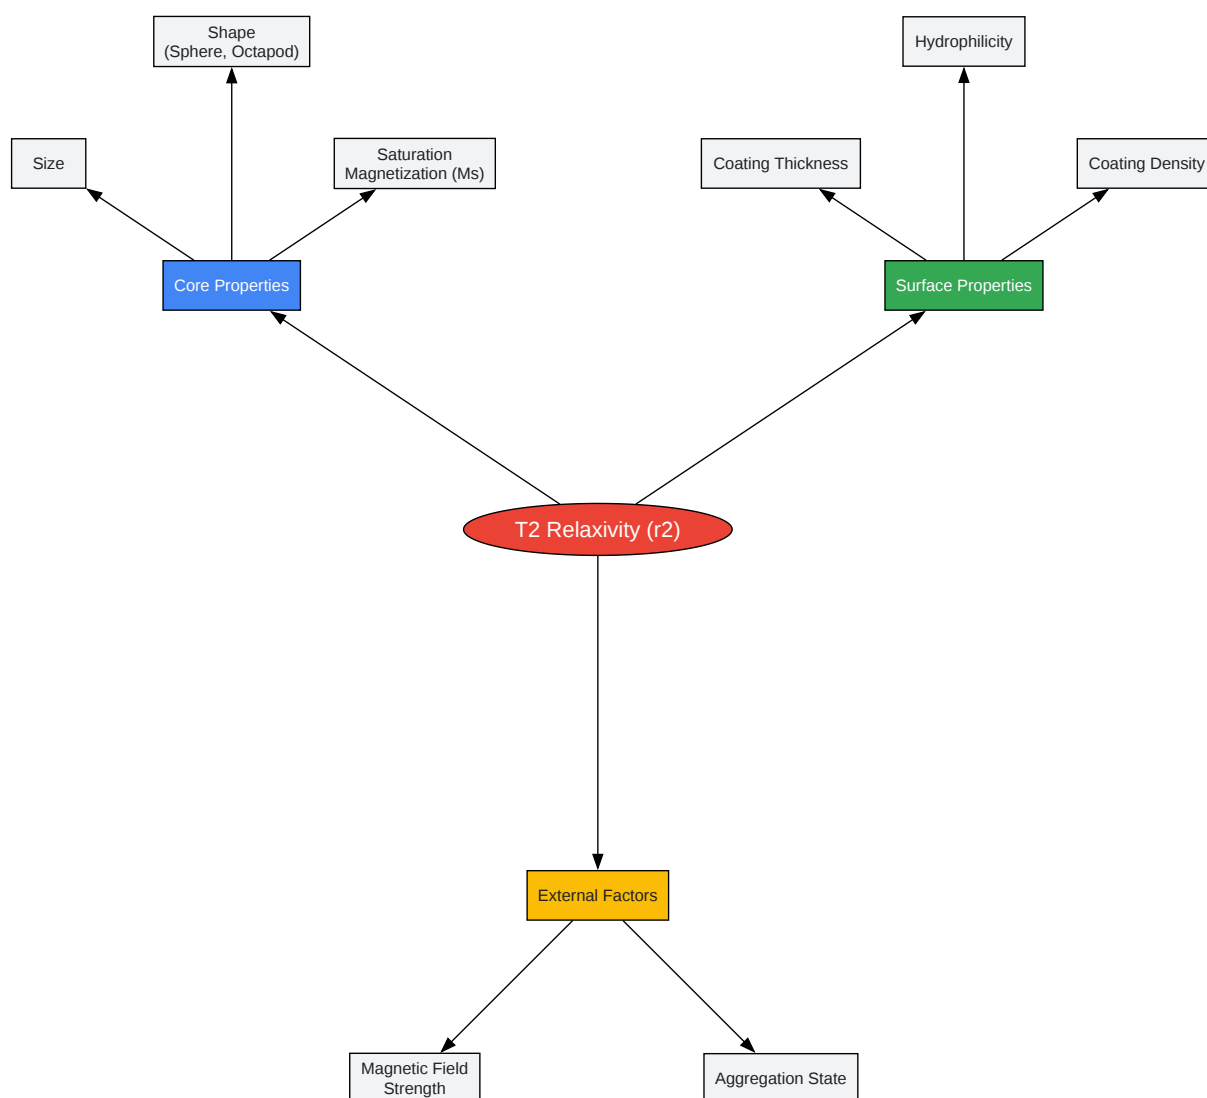 Shape
(Sphere, Octapod)
Hydrophilicity
Size
Saturation
Magnetization (Ms)
Coating Thickness
Coating Density
Core Properties
Surface Properties
T2 Relaxivity (r2)
External Factors
Magnetic Field
Strength
Aggregation State